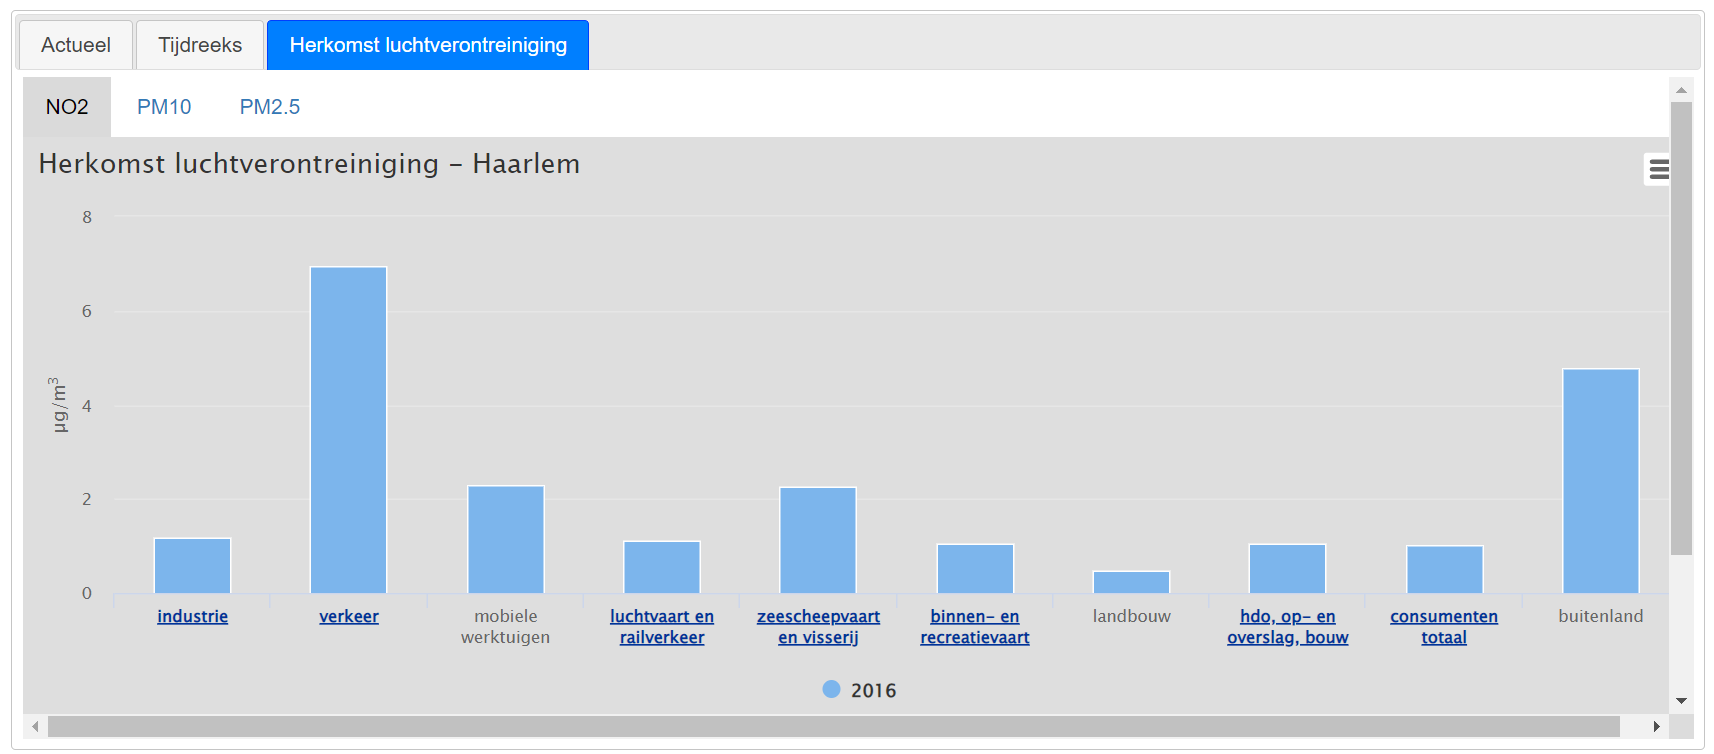 Actueel Tijdreeks Herkomst luchtverontreiniging
NO2 PM10 PM2.5
Herkomst luchtverontreiniging – Haarlem
8
6
4
2
0
µg/m³
industrie
verkeer
mobiele
werktuigen
luchtvaart en
railverkeer
zeescheepvaart
en visserij
binnen- en
recreatievaart
landbouw
hdo, op- en
overslag, bouw
consumenten
totaal
buitenland
2016